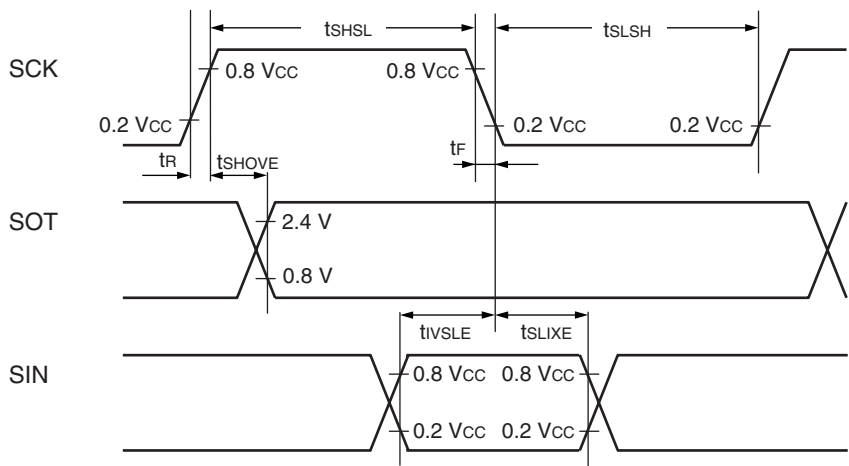 tSHSL tSLSH
SCK
0.8 VCC 0.8 VCC
0.2 VCC 0.2 VCC 0.2 VCC
tR tSHOVE tF
SOT
2.4 V
0.8 V
tIVSLE tSLIXE
SIN
0.8 VCC 0.8 VCC
0.2 VCC 0.2 VCC